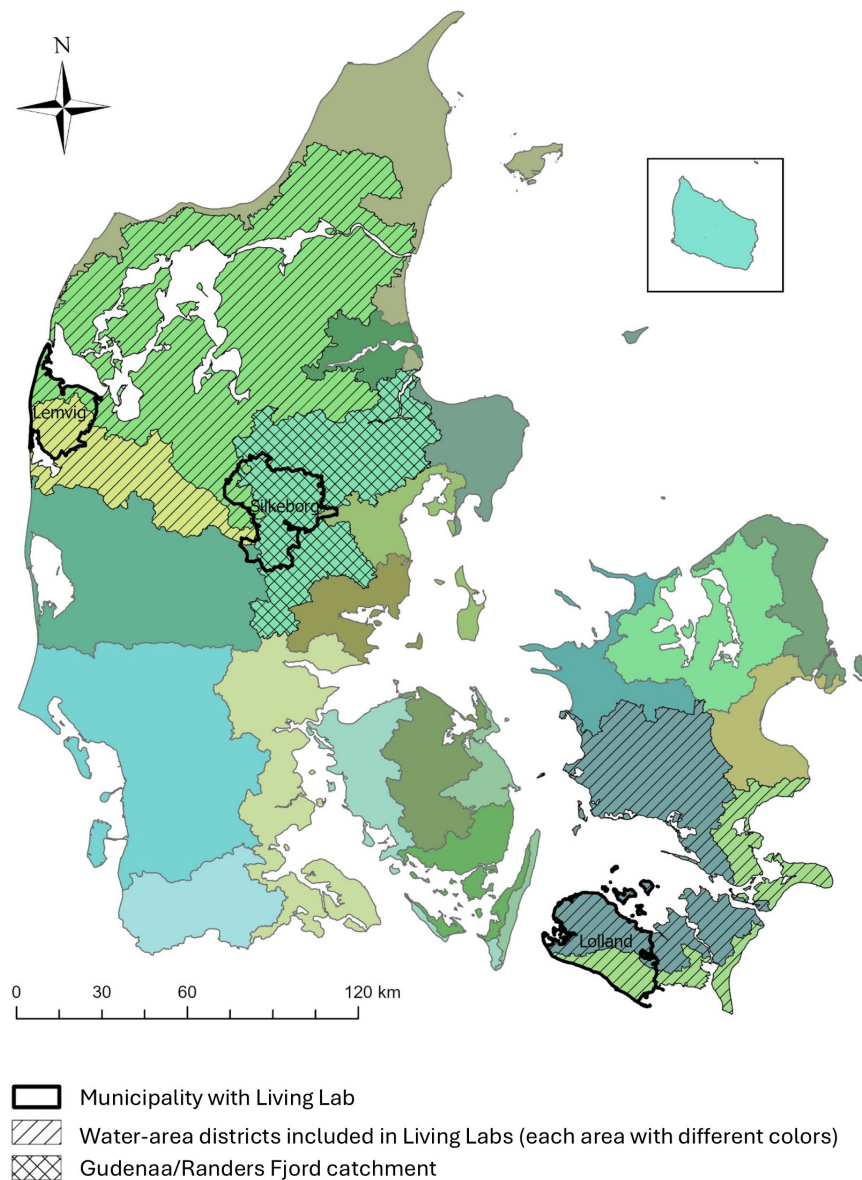 N
Lemvig
Silkeborg
Lolland
0 30 60 120 km
Municipality with Living Lab
Water-area districts included in Living Labs (each area with different colors)
Gudenaa/Randers Fjord catchment